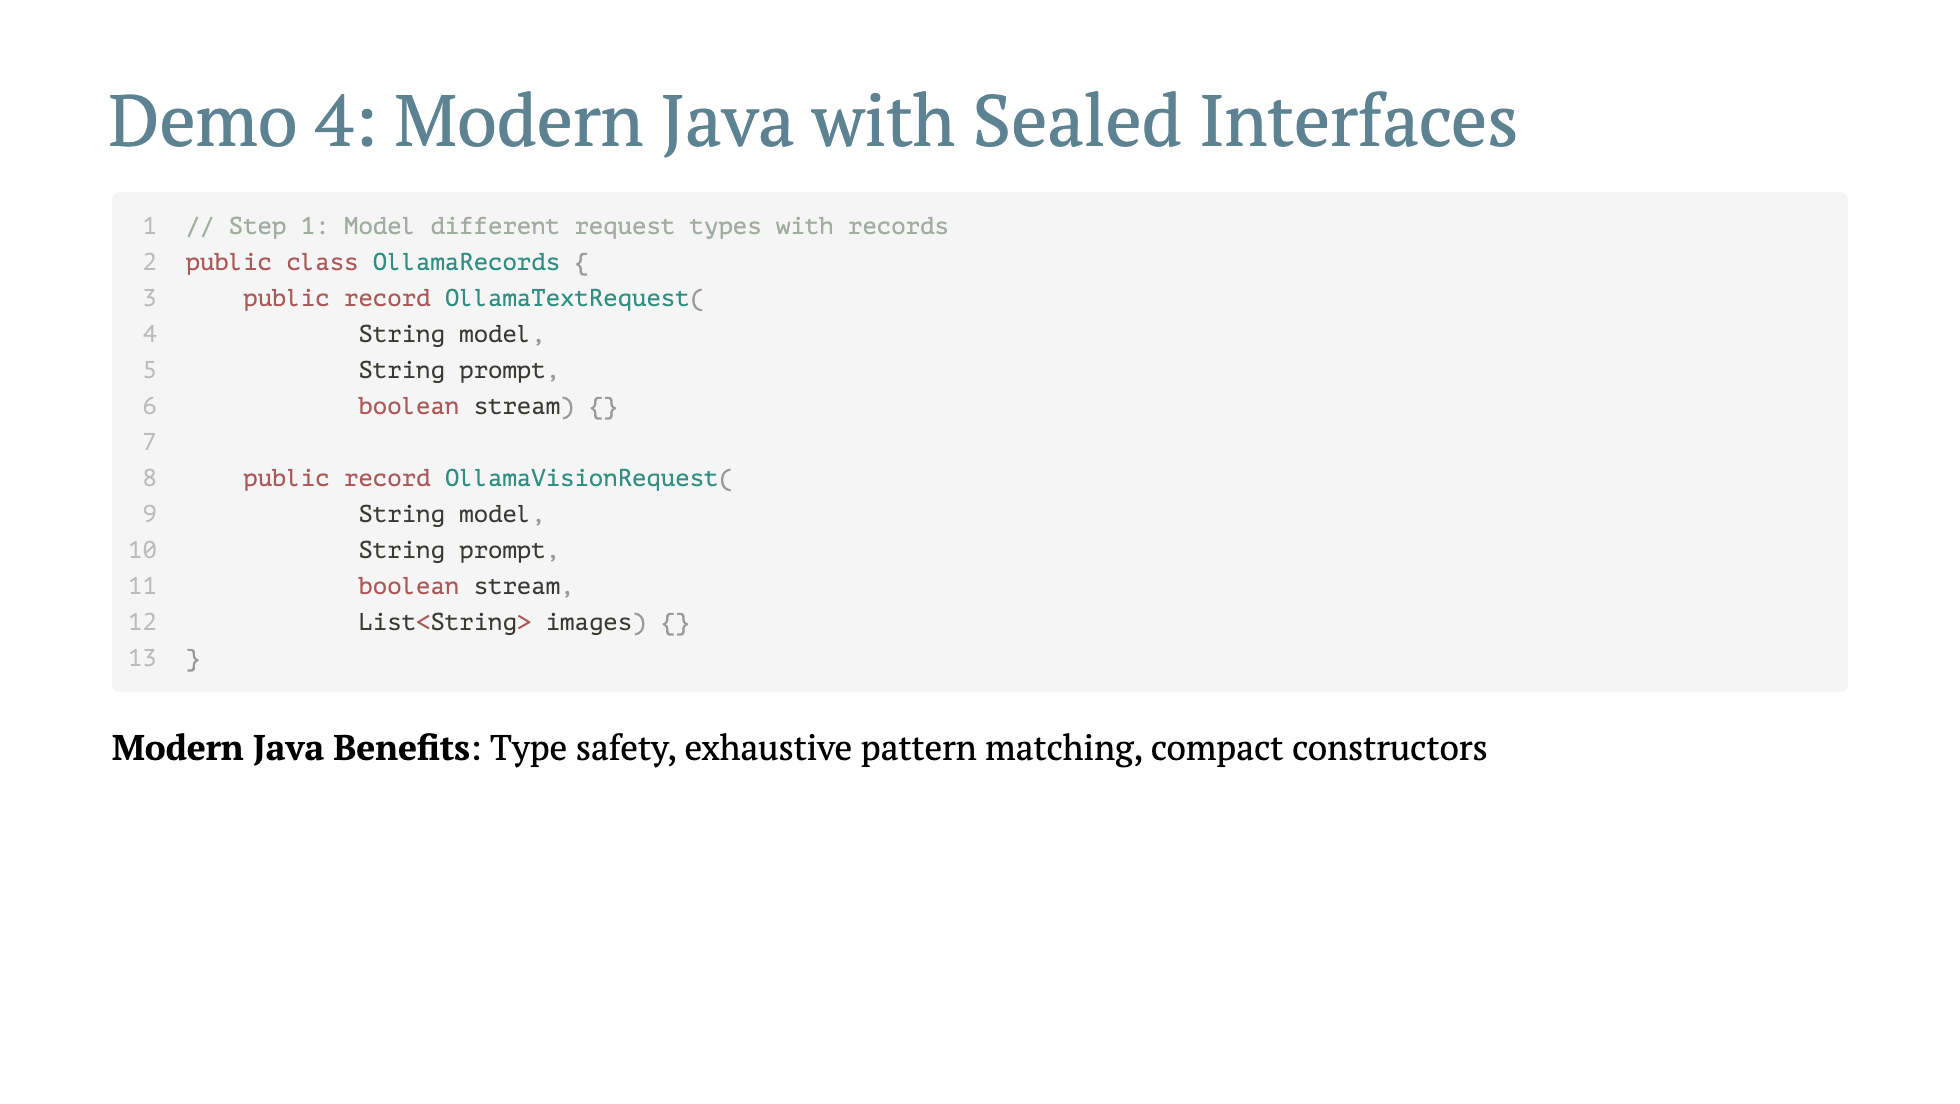 Demo 4: Modern Java with Sealed Interfaces
1 // Step 1: Model different request types with records
2 public class OllamaRecords {
3     public record OllamaTextRequest(
4             String model,
5             String prompt,
6             boolean stream) {}
7
8     public record OllamaVisionRequest(
9             String model,
10             String prompt,
11             boolean stream,
12             List<String> images) {}
13 }
Modern Java Benefits: Type safety, exhaustive pattern matching, compact constructors